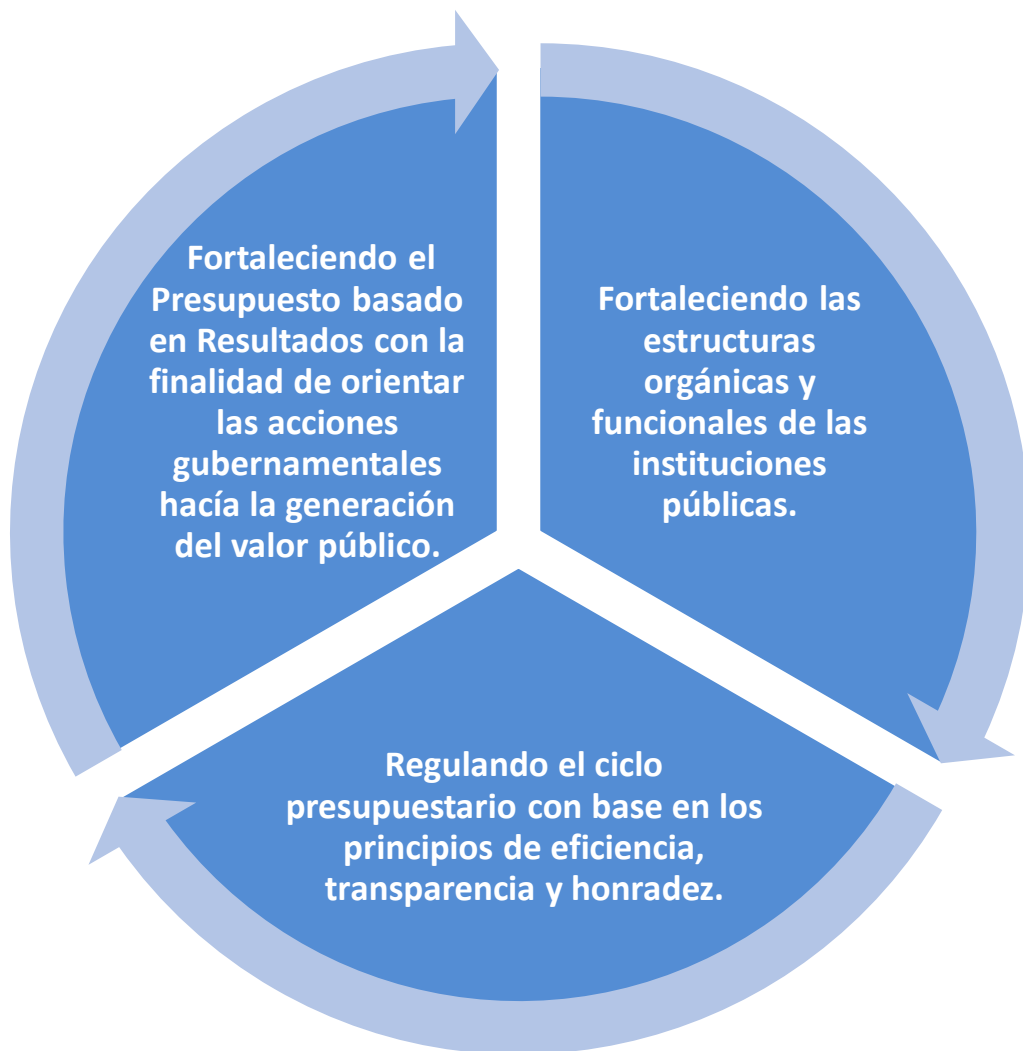 Fortaleciendo el
Presupuesto basado
en Resultados con la
finalidad de orientar
las acciones
gubernamentales
hacía la generación
del valor público.
Fortaleciendo las
estructuras
orgánicas y
funcionales de las
instituciones
públicas.
Regulando el ciclo
presupuestario con base en los
principios de eficiencia,
transparencia y honradez.